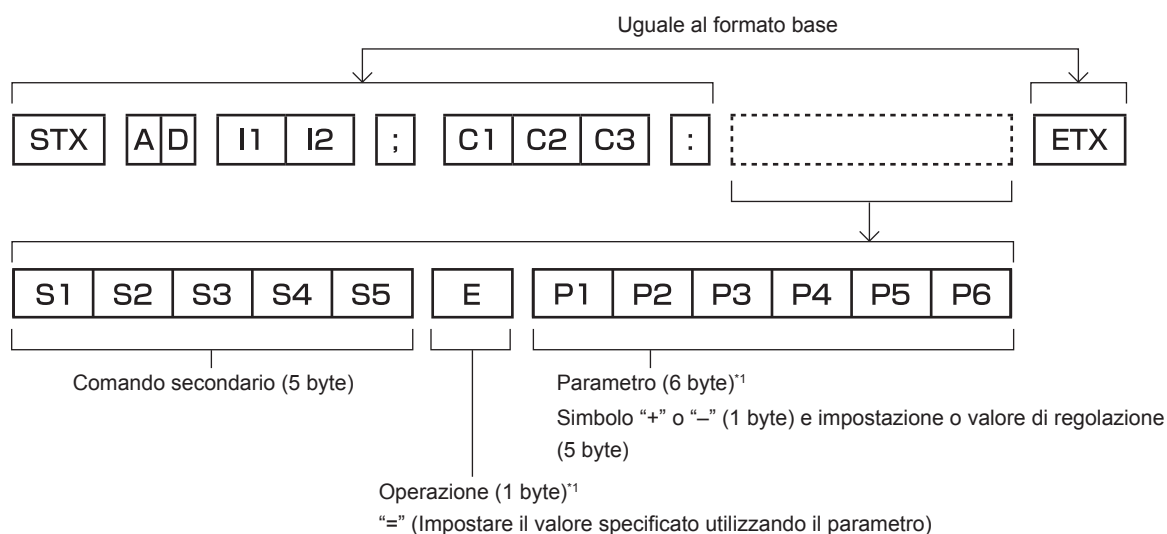 Uguale al formato base
STX A D I1 I2 ; C1 C2 C3 : ETX
S1 S2 S3 S4 S5 E P1 P2 P3 P4 P5 P6
Comando secondario (5 byte)
Parametro (6 byte)*1
Simbolo “+” o “–” (1 byte) e impostazione o valore di regolazione
(5 byte)
Operazione (1 byte)*1
“=” (Impostare il valore specificato utilizzando il parametro)